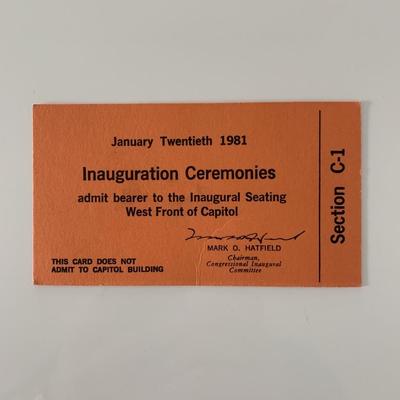 January Twentieth 1981
Inauguration Ceremonies
admit bearer to the Inaugural Seating
West Front of Capitol
MARK O. HATFIELD
Chairman,
Congressional Inaugural
Committee
THIS CARD DOES NOT
ADMIT TO CAPITOL BUILDING
Section C-1